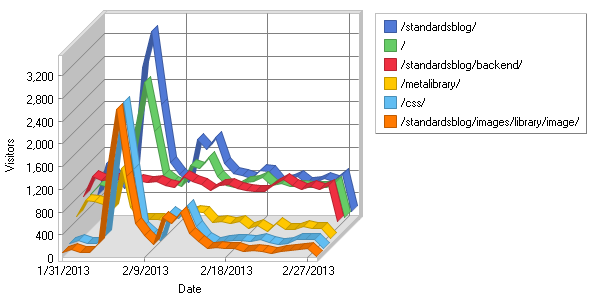 /standardsblog/
/
/standardsblog/backend/
/metalibrary/
/css/
/standardsblog/images/library/image/
Visitors
3,200
2,800
2,400
2,000
1,600
1,200
800
400
0
1/31/2013 2/9/2013 2/18/2013 2/27/2013
Date